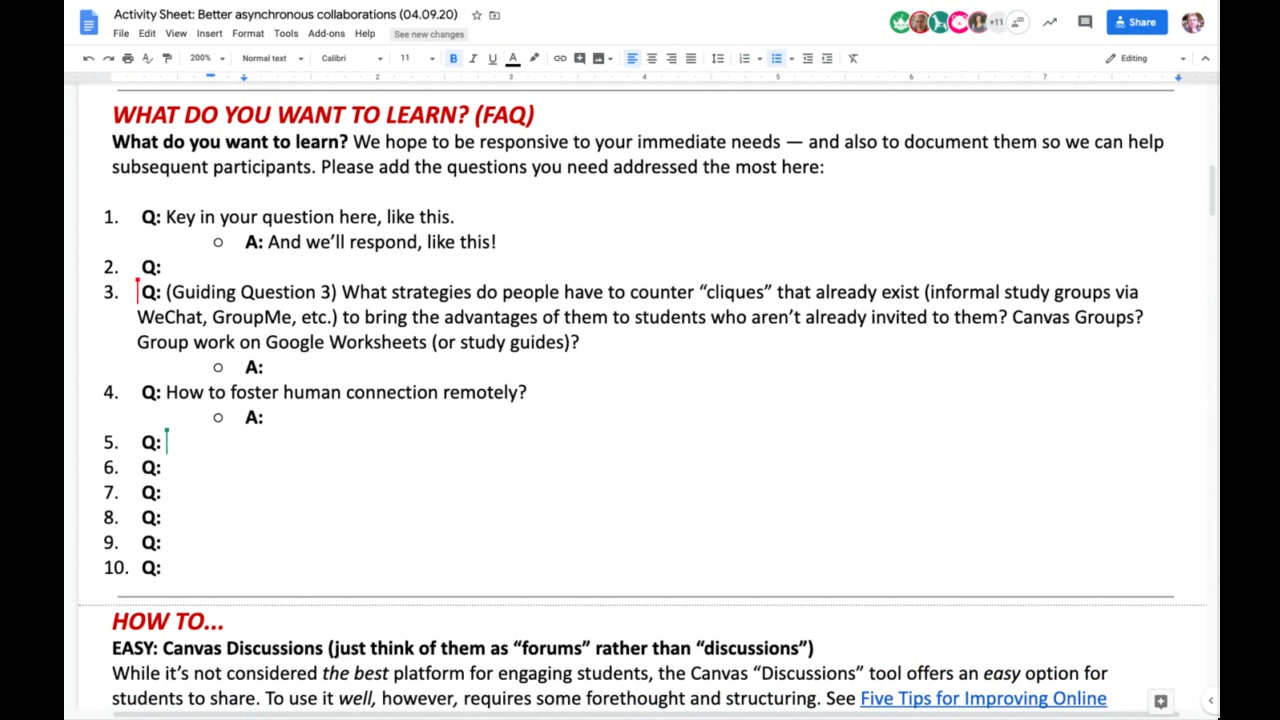 Activity Sheet: Better asynchronous collaborations (04.09.20)
File Edit View Insert Format Tools Add-ons Help See new changes
+11
Share
200% Normal text Calibri 11 B I U A Editing
2 3 4 5 6 7
WHAT DO YOU WANT TO LEARN? (FAQ)
What do you want to learn? We hope to be responsive to your immediate needs — and also to document them so we can help
subsequent participants. Please add the questions you need addressed the most here:
1. Q: Key in your question here, like this.
A: And we’ll respond, like this!
2. Q:
3. Q: (Guiding Question 3) What strategies do people have to counter “cliques” that already exist (informal study groups via
WeChat, GroupMe, etc.) to bring the advantages of them to students who aren’t already invited to them? Canvas Groups?
Group work on Google Worksheets (or study guides)?
A:
4. Q: How to foster human connection remotely?
A:
5. Q:
6. Q:
7. Q:
8. Q:
9. Q:
10. Q:
HOW TO...
EASY: Canvas Discussions (just think of them as “forums” rather than “discussions”)
While it’s not considered the best platform for engaging students, the Canvas “Discussions” tool offers an easy option for
students to share. To use it well, however, requires some forethought and structuring. See Five Tips for Improving Online